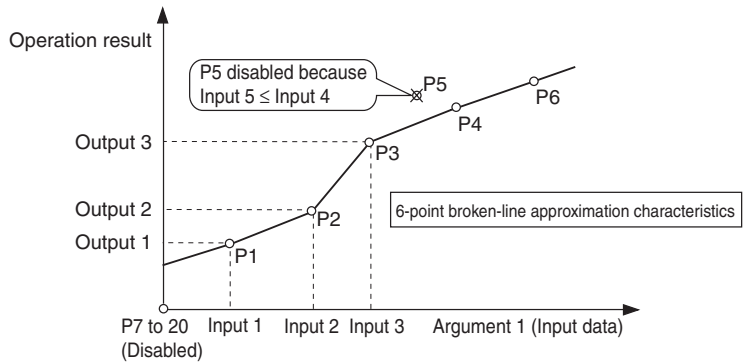 Operation result
P5 disabled because
Input 5 ≤ Input 4
P5
P6
P4
Output 3
P3
Output 2
P2
6-point broken-line approximation characteristics
Output 1
P1
P7 to 20
(Disabled)
Input 1
Input 2
Input 3
Argument 1 (Input data)